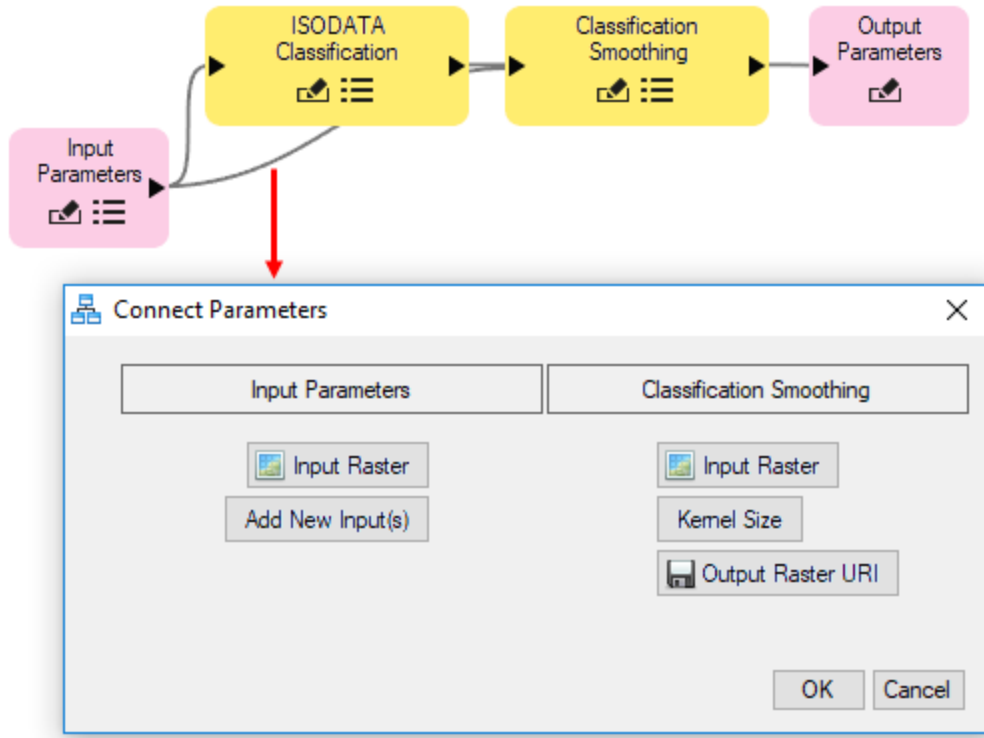 ISODATA
Classification
Classification
Smoothing
Output
Parameters
Input
Parameters
Connect Parameters
Input Parameters
Classification Smoothing
Input Raster
Input Raster
Add New Input(s)
Kernel Size
Output Raster URI
OK
Cancel